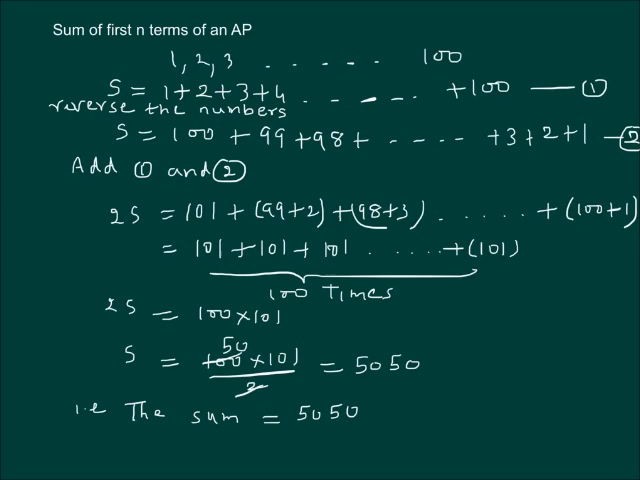 Sum of first n terms of an AP
1, 2, 3 . . . . . . 100
S = 1+2+3+4 . . - . . . +100 —— ①
reverse the numbers
S = 100 + 99 +98 + . - - . . +3+2+1 —②
Add ① and ②
2S = 101 + (99+2) + (98+3) . . . . . . + (100+1)
= 101 + 101 + 101 . . . . . +(101)
100 Times
2S = 100×101
50
S = 100 ×101 = 5050
2
i.e The sum = 5050